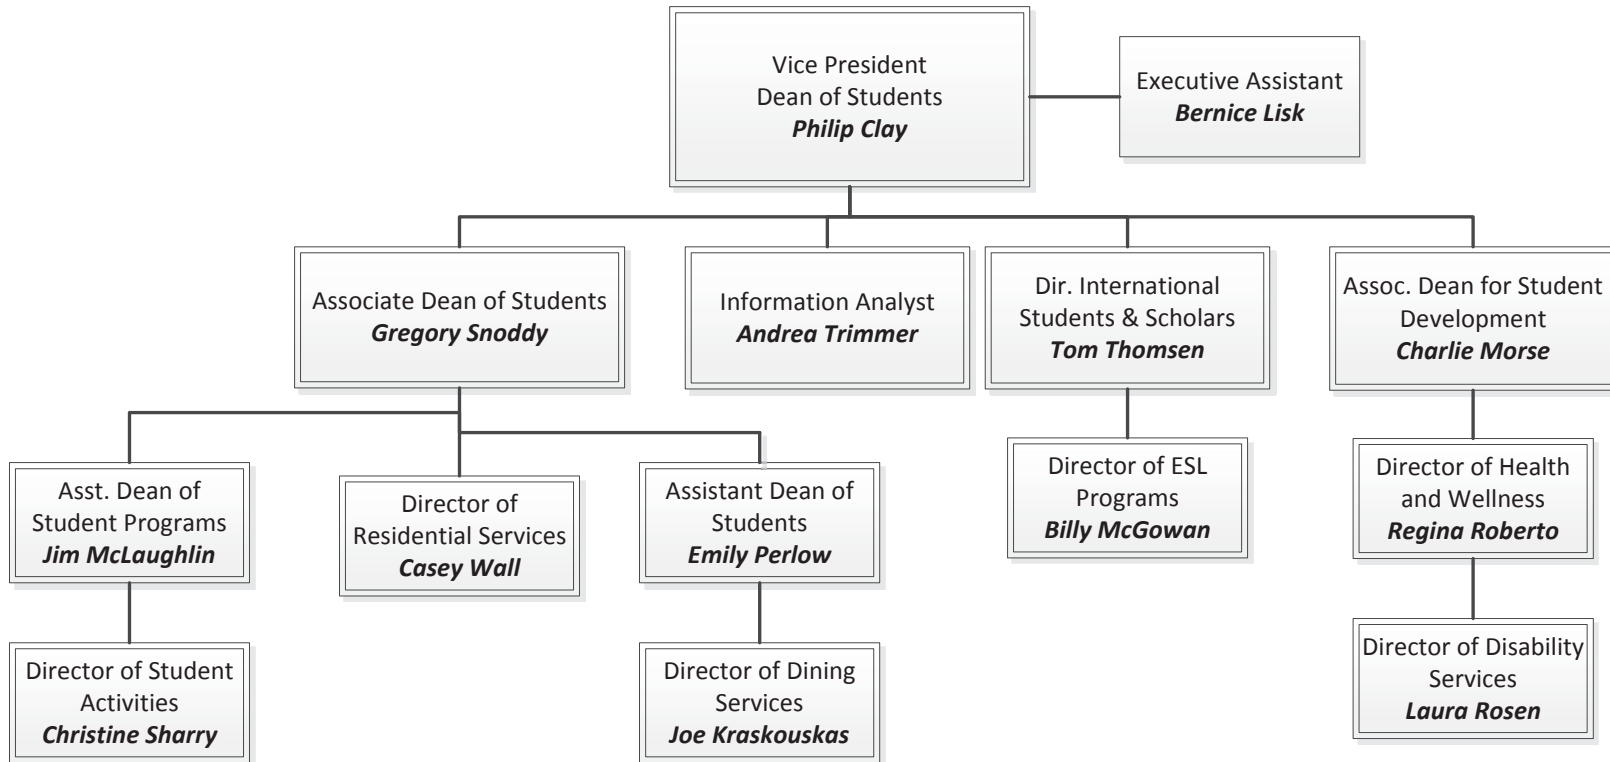 Vice President
Dean of Students
Philip Clay
Executive Assistant
Bernice Lisk
Associate Dean of Students
Gregory Snoddy
Information Analyst
Andrea Trimmer
Dir. International
Students & Scholars
Tom Thomsen
Assoc. Dean for Student
Development
Charlie Morse
Asst. Dean of
Student Programs
Jim McLaughlin
Director of
Residential Services
Casey Wall
Assistant Dean of
Students
Emily Perlow
Director of ESL
Programs
Billy McGowan
Director of Health
and Wellness
Regina Roberto
Director of Student
Activities
Christine Sharry
Director of Dining
Services
Joe Kraskouskas
Director of Disability
Services
Laura Rosen